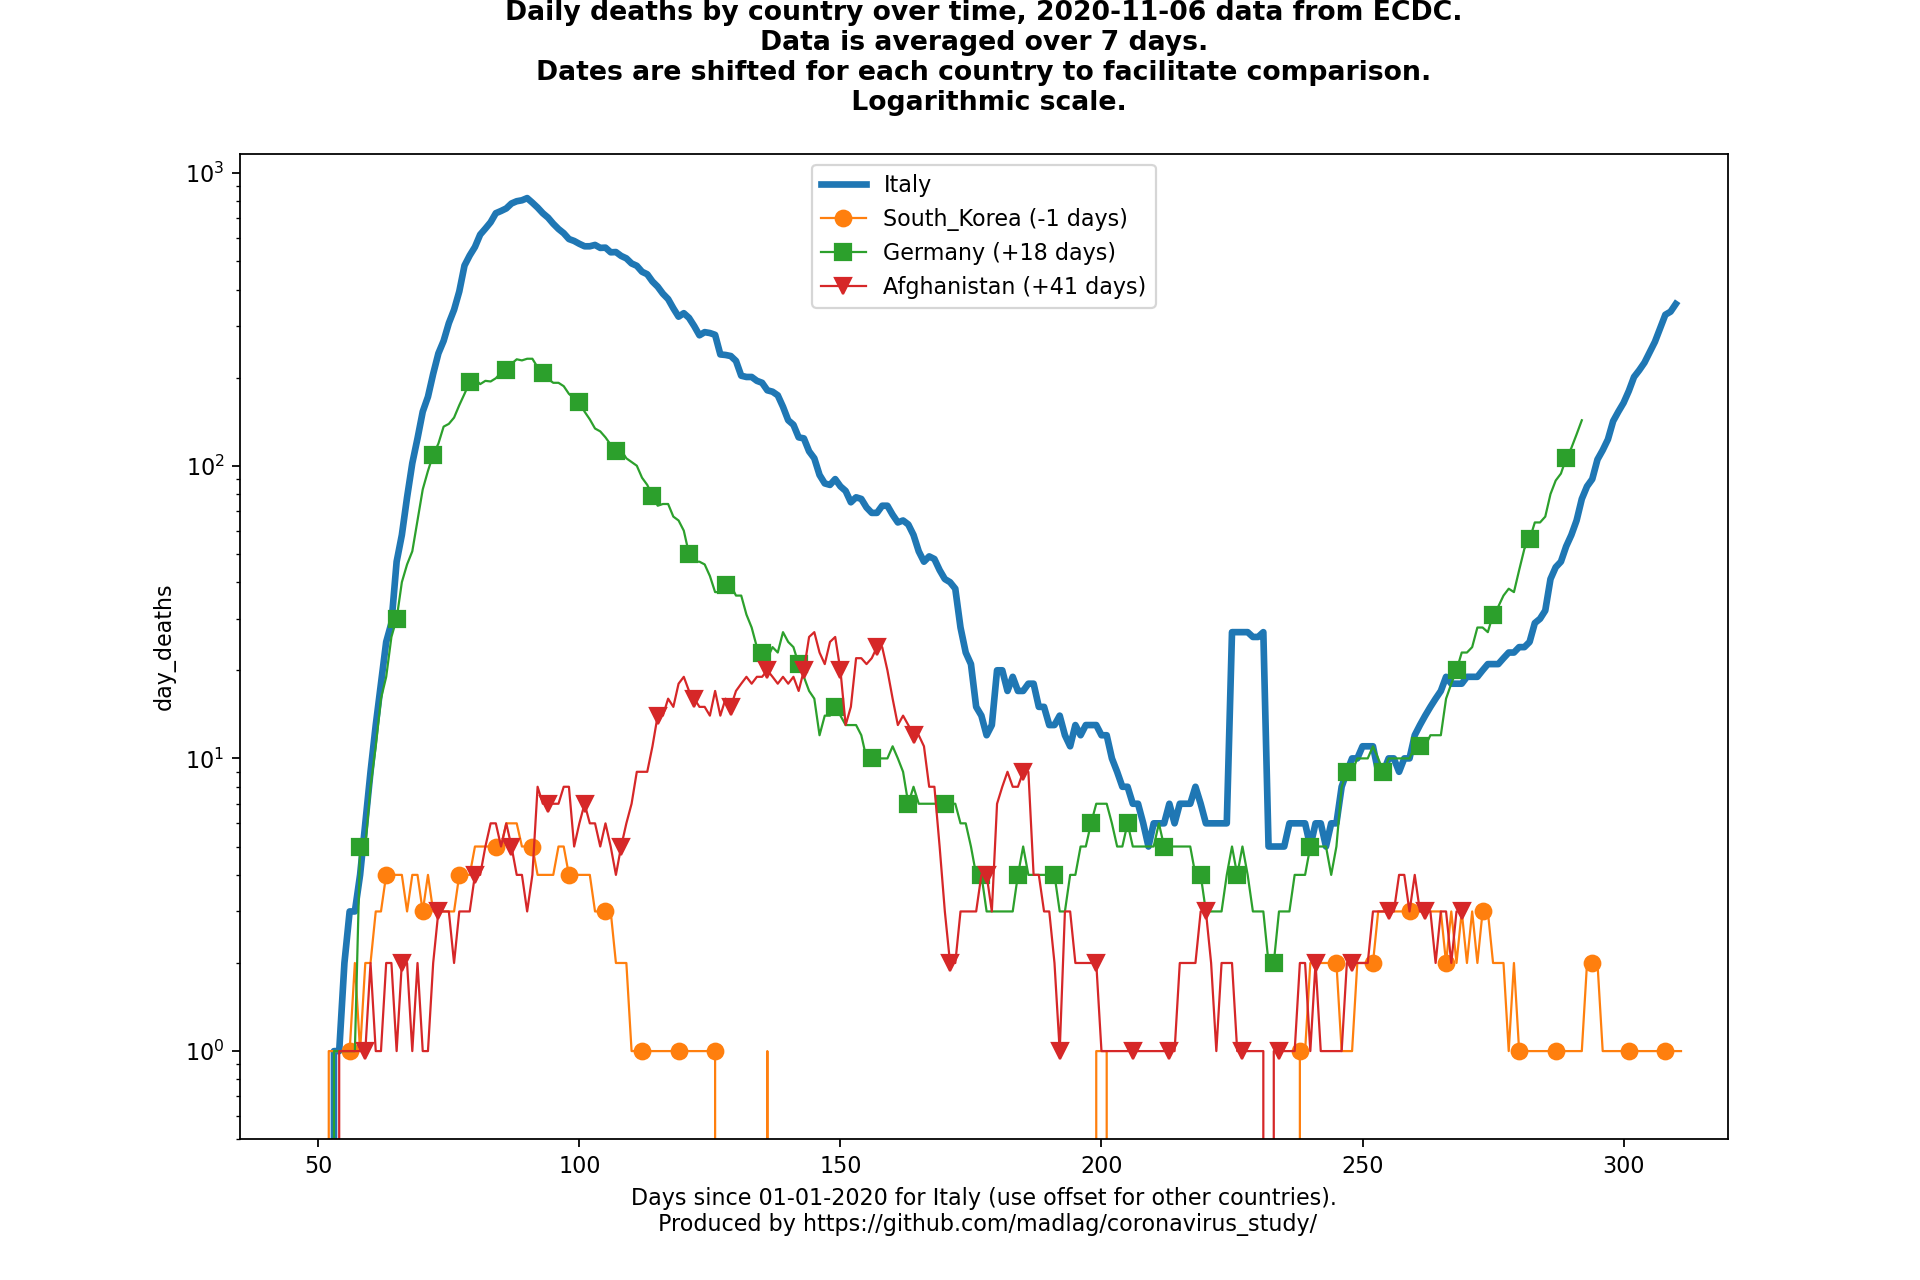 Daily deaths by country over time, 2020-11-06 data from ECDC.
Data is averaged over 7 days.
Dates are shifted for each country to facilitate comparison.
Logarithmic scale.
10³
Italy
South_Korea (-1 days)
Germany (+18 days)
Afghanistan (+41 days)
10²
day_deaths
10¹
10⁰
50 100 150 200 250 300
Days since 01-01-2020 for Italy (use offset for other countries).
Produced by https://github.com/madlag/coronavirus_study/